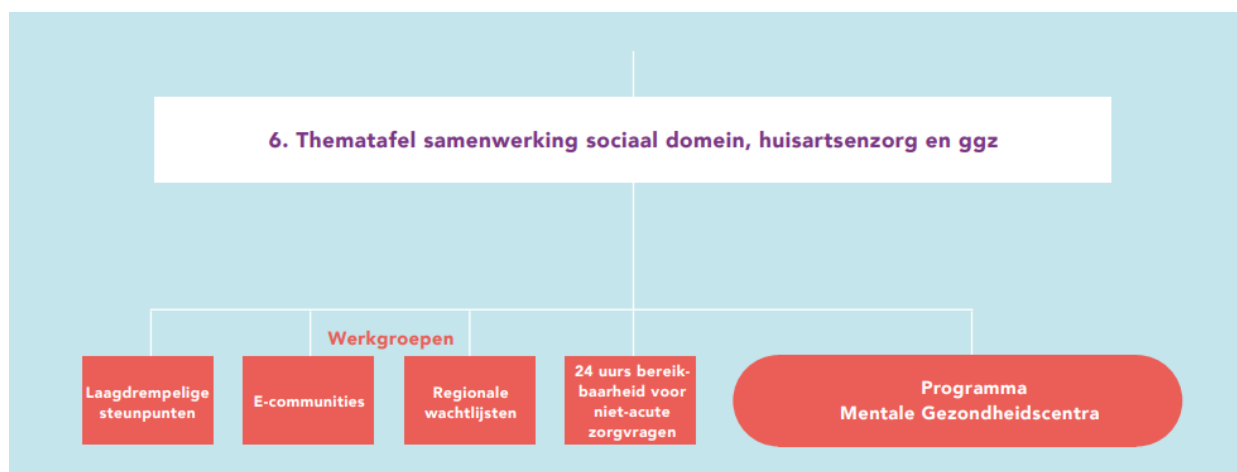 6. Thematafel samenwerking sociaal domein, huisartsenzorg en ggz
Werkgroepen
Laagdrempelige
steunpunten
E-communities
Regionale
wachtlijsten
24 uurs bereik-
baarheid voor
niet-acute
zorgvragen
Programma
Mentale Gezondheidscentra